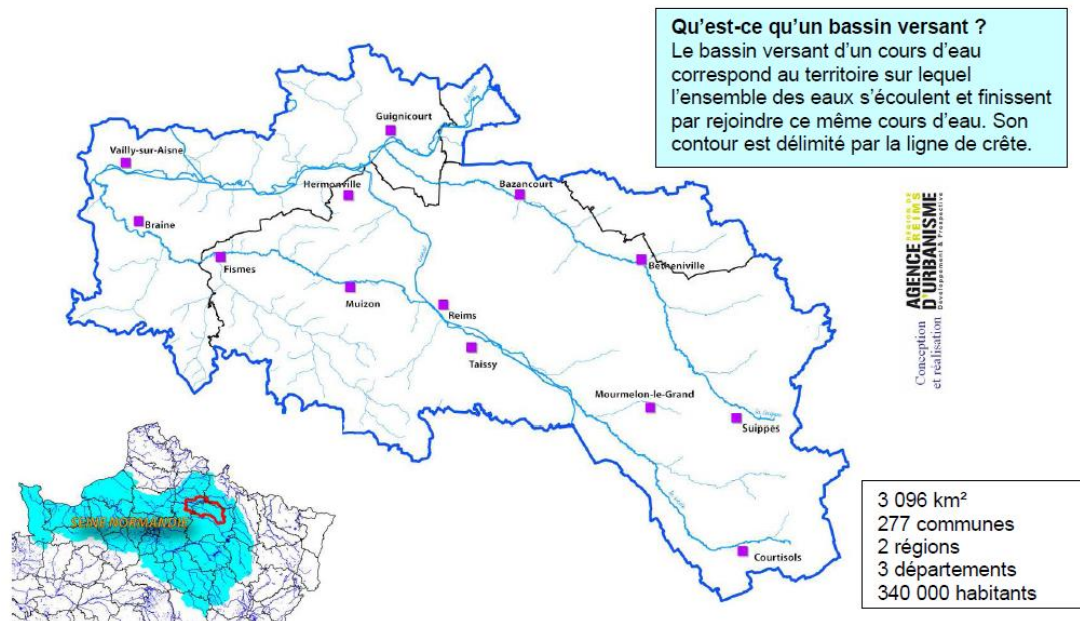 Qu'est-ce qu'un bassin versant ?
Le bassin versant d'un cours d'eau
correspond au territoire sur lequel
l'ensemble des eaux s'écoulent et finissent
par rejoindre ce même cours d'eau. Son
contour est délimité par la ligne de crête.
Guignicourt
Vailly-sur-Aisne
Hermonville
Bazancourt
Braine
Fismes
Betheniville
Muizon
Reims
Taissy
Mourmelon-le-Grand
Suippes
Courtisols
AGENCE RÉGION DE REIMS
D'URBANISME
Développement & Prospective
Conception
et réalisation
SEINE NORMANDIE
3 096 km²
277 communes
2 régions
3 départements
340 000 habitants